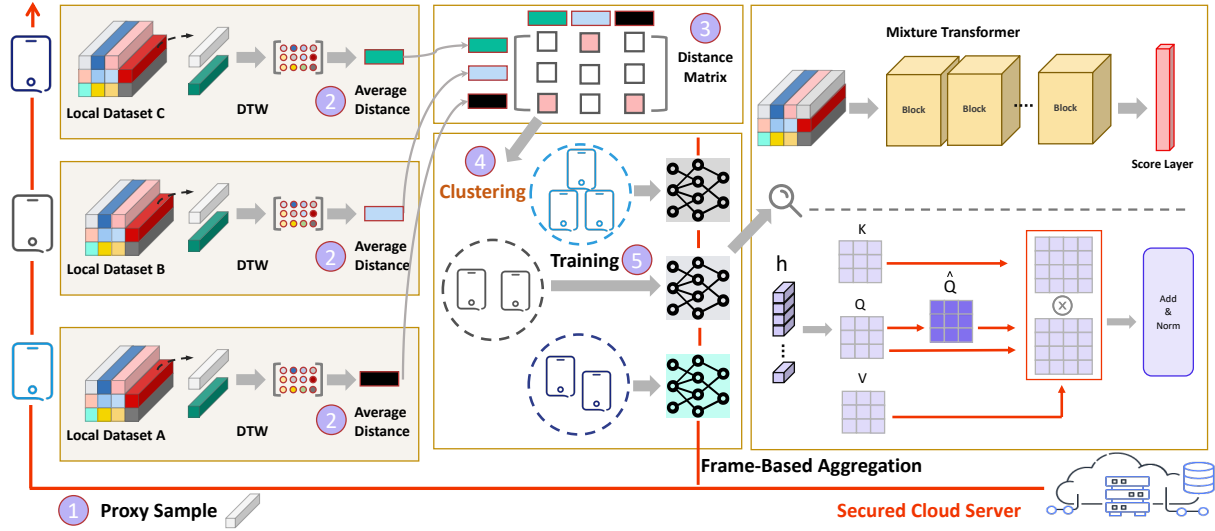 Local Dataset C
DTW
2
Average
Distance
Local Dataset B
DTW
2
Average
Distance
Local Dataset A
DTW
2
Average
Distance
1
Proxy Sample
3
Distance
Matrix
4
Clustering
Training
5
Frame-Based Aggregation
Secured Cloud Server
Mixture Transformer
Block
Block
....
Block
Score Layer
h
K
Q
^
Q
V
X
Add
&
Norm